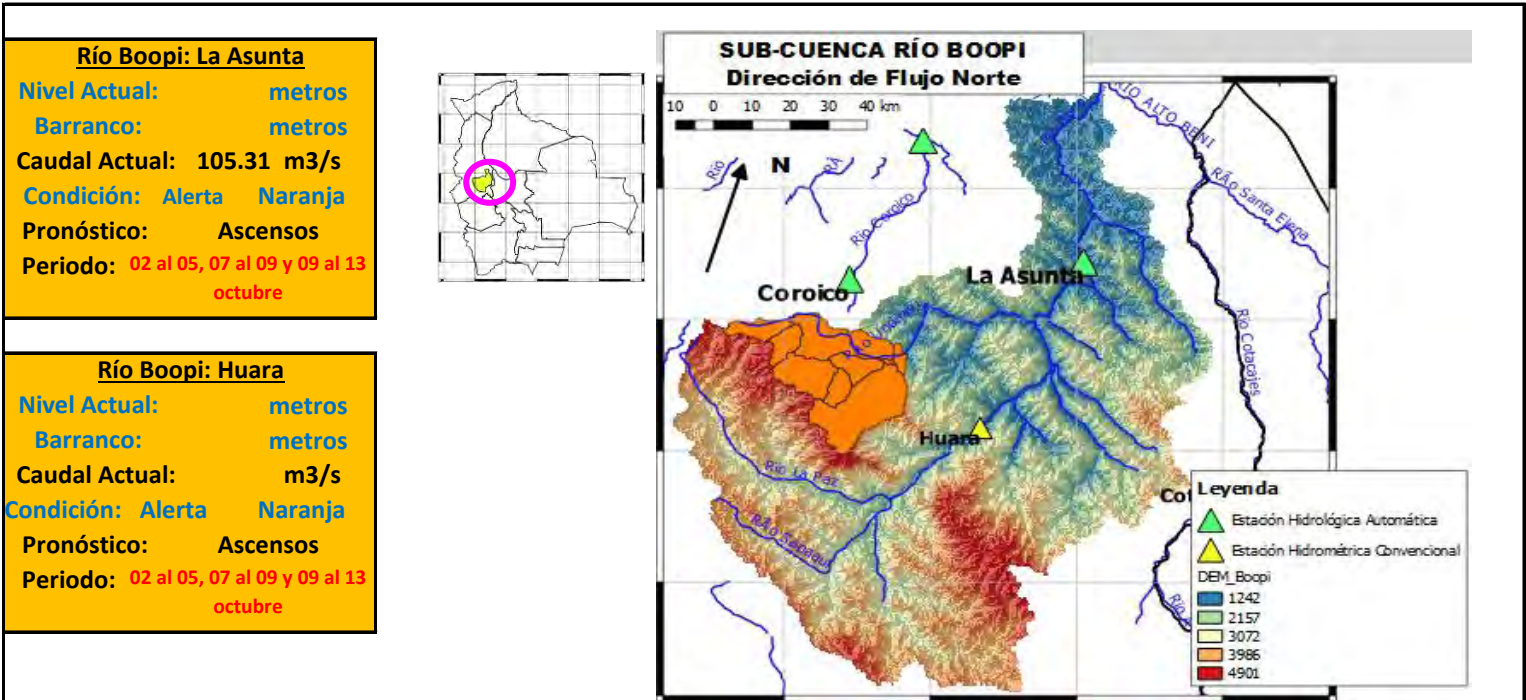 Río Boopi: La Asunta
Nivel Actual: metros
Barranco: metros
Caudal Actual: 105.31 m3/s
Condición: Alerta Naranja
Pronóstico: Ascensos
Periodo: 02 al 05, 07 al 09 y 09 al 13
octubre
Río Boopi: Huara
Nivel Actual: metros
Barranco: metros
Caudal Actual: m3/s
Condición: Alerta Naranja
Pronóstico: Ascensos
Periodo: 02 al 05, 07 al 09 y 09 al 13
octubre
SUB-CUENCA RÍO BOOPI
Dirección de Flujo Norte
10 0 10 20 30 40 km
N
Río
RÃ
Río Coroico
RIO ALTO BENI
RÃ­o Santa Elena
Río Cotacajes
Coroico
La Asunta
Huara
Río La Paz
RÃ­o Sapaqui
Leyenda
Estación Hidrológica Automática
Estación Hidrométrica Convencional
DEM_Boopi
1242
2157
3072
3986
4901